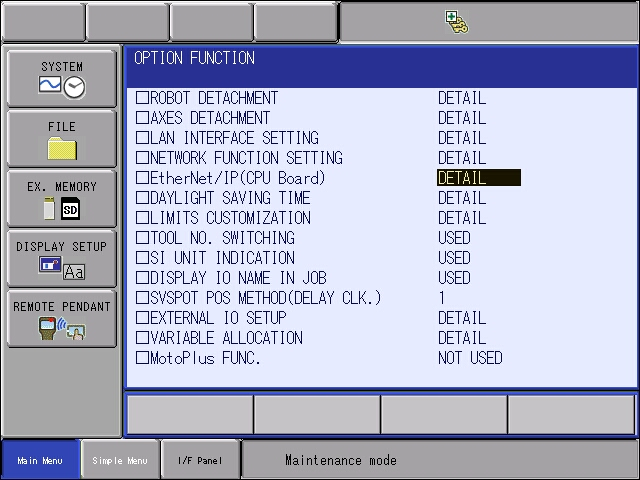 SYSTEM
FILE
EX. MEMORY
SD
DISPLAY SETUP
Aa
REMOTE PENDANT
OPTION FUNCTION
ROBOT DETACHMENT DETAIL
AXES DETACHMENT DETAIL
LAN INTERFACE SETTING DETAIL
NETWORK FUNCTION SETTING DETAIL
EtherNet/IP(CPU Board) DETAIL
DAYLIGHT SAVING TIME DETAIL
LIMITS CUSTOMIZATION DETAIL
TOOL NO. SWITCHING USED
SI UNIT INDICATION USED
DISPLAY IO NAME IN JOB USED
SVSPOT POS METHOD(DELAY CLK.) 1
EXTERNAL IO SETUP DETAIL
VARIABLE ALLOCATION DETAIL
MotoPlus FUNC. NOT USED
Main Menu
Simple Menu
I/F Panel
Maintenance mode